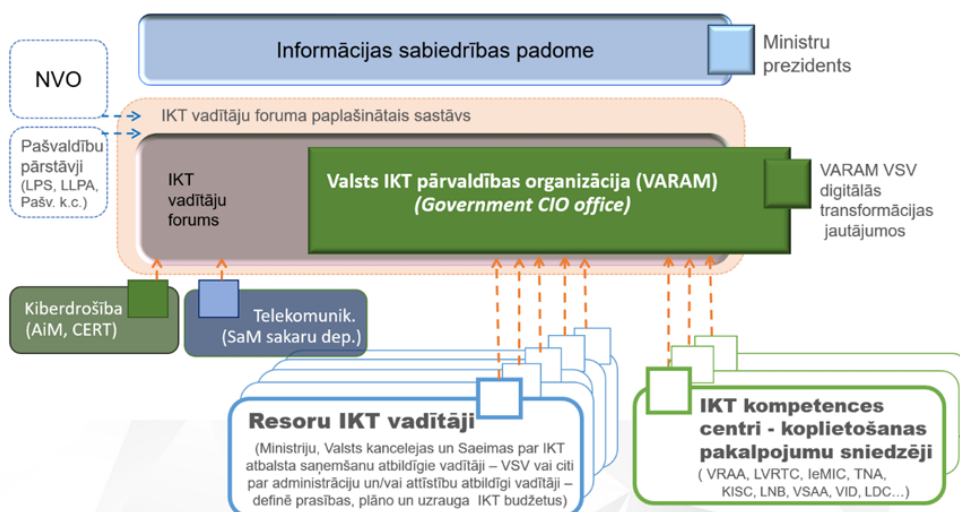 Informācijas sabiedrības padome
Ministru
prezidents
NVO
IKT vadītāju foruma paplašinātais sastāvs
Pašvaldību
pārstāvji
(LPS, LLPA,
Pašv. k.c.)
IKT
vadītāju
forums
Valsts IKT pārvaldības organizācija (VARAM)
(Government CIO office)
VARAM VSV
digitālās
transformācijas
jautājumos
Kiberdrošība
(AiM, CERT)
Telekomunik.
(SaM sakaru dep.)
Resoru IKT vadītāji
(Ministriju, Valsts kancelejas un Saeimas par IKT
atbalsta saņemšanu atbildīgie vadītāji – VSV vai citi
par administrāciju un/vai attīstību atbildīgi vadītāji –
definē prasības, plāno un uzrauga IKT budžetus)
IKT kompetences
centri - koplietošanas
pakalpojumu sniedzēji
( VRAA, LVRTC, IeMIC, TNA,
KISC, LNB, VSAA, VID, LDC...)